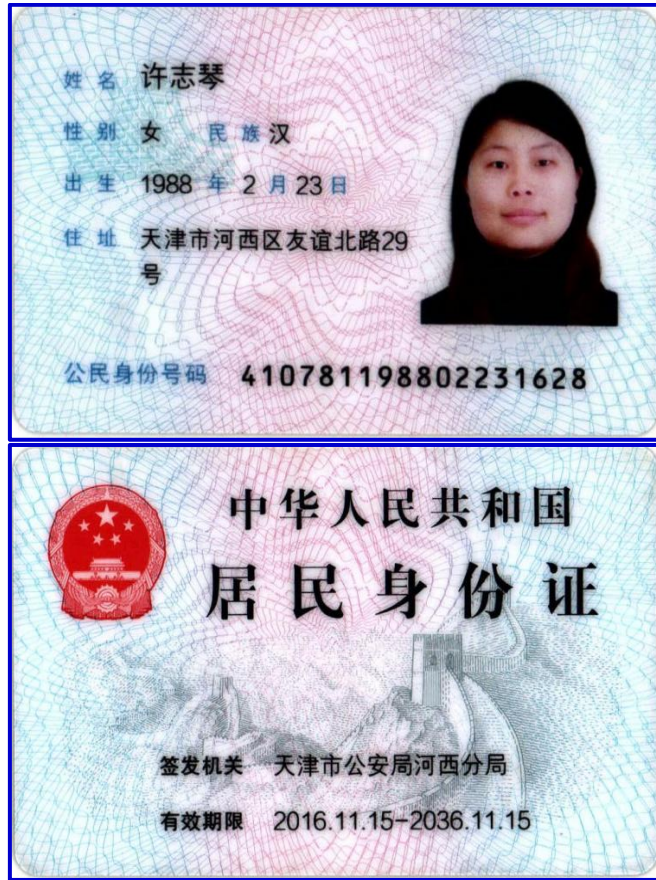 姓名 许志琴
性别 女 民族 汉
出生 1988 年 2 月 23 日
住址 天津市河西区友谊北路29
号
公民身份号码 410781198802231628
中华人民共和国
居民身份证
签发机关 天津市公安局河西分局
有效期限 2016.11.15-2036.11.15